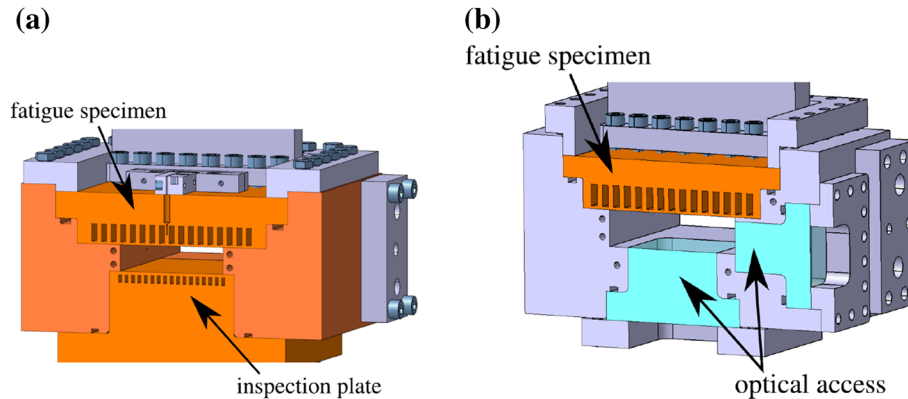 (a)
fatigue specimen
inspection plate
(b)
fatigue specimen
optical access